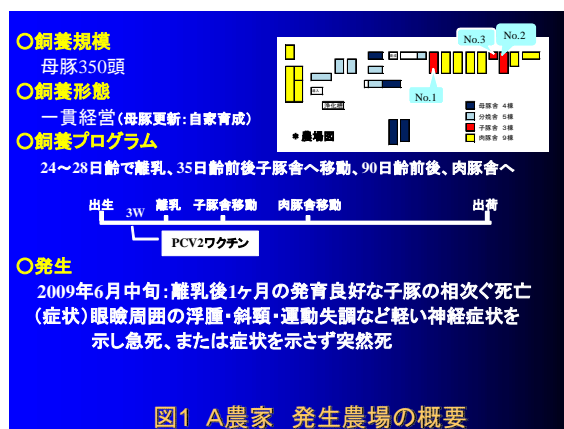 〇飼養規模
母豚350頭
〇飼養形態
一貫経営(母豚更新:自家育成)
〇飼養プログラム
No.3
No.2
No.1
浄化槽
母豚舎 4棟
分娩舎 5棟
子豚舎 3棟
肉豚舎 9棟
*農場図
24~28日齢で離乳、35日齢前後子豚舎へ移動、90日齢前後、肉豚舎へ
出生 離乳 子豚舎移動 肉豚舎移動 出荷
3W
PCV2ワクチン
〇発生
2009年6月中旬:離乳後1ヶ月の発育良好な子豚の相次ぐ死亡
(症状)眼瞼周囲の浮腫・斜頸・運動失調など軽い神経症状を
示し急死、または症状を示さず突然死
図1 A農家 発生農場の概要